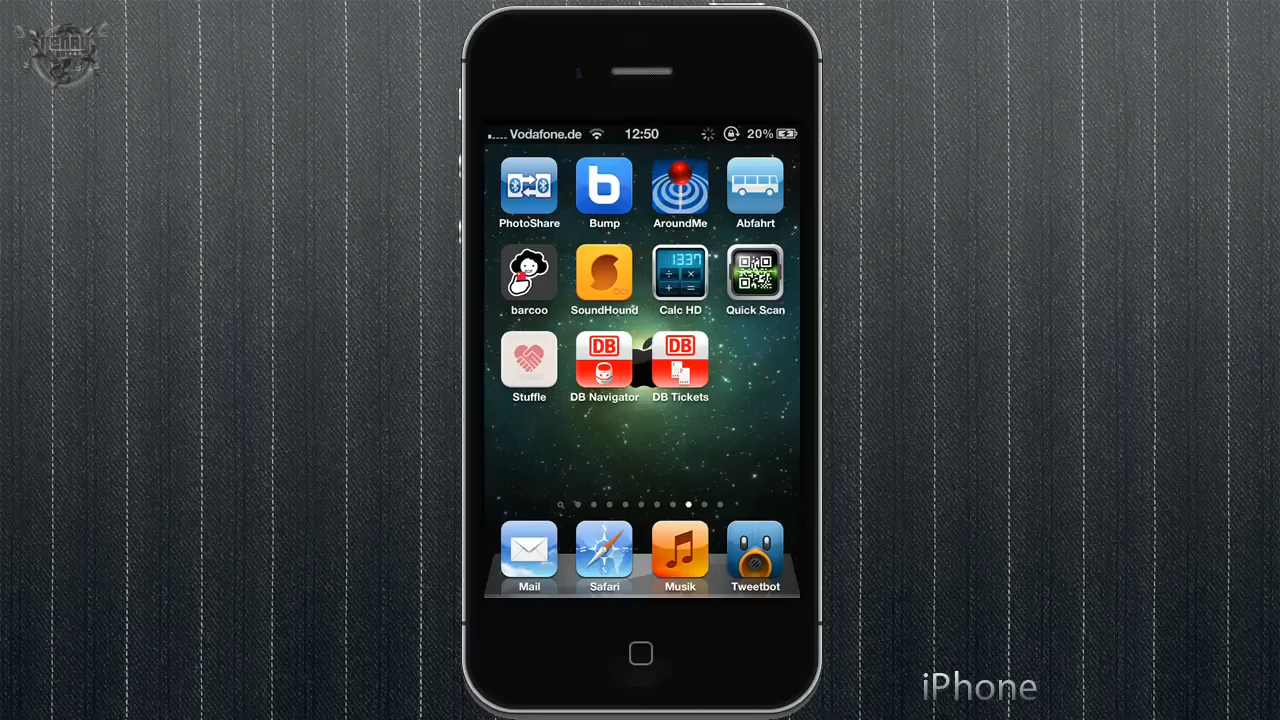 Vodafone.de 12:50 20%
PhotoShare Bump AroundMe Abfahrt
1337
barcoo SoundHound Calc HD Quick Scan
DB DB
Stuffle DB Navigator DB Tickets
Mail Safari Musik Tweetbot
iPhone